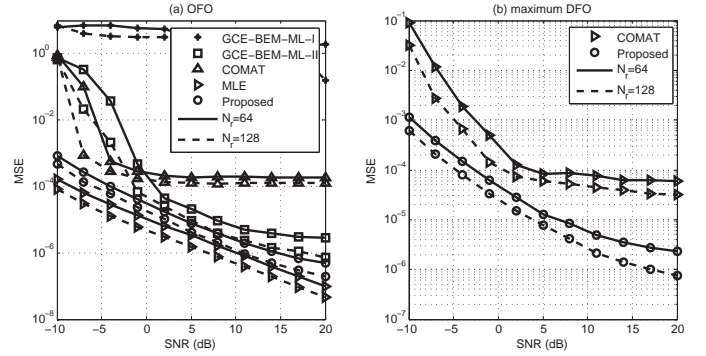 (a) OFO
(b) maximum DFO
GCE−BEM−ML−I
GCE−BEM−ML−II
COMAT
MLE
Proposed
N_r=64
N_r=128
10^0
10^−2
10^−4
10^−6
10^−8
MSE
−10 −5 0 5 10 15 20
SNR (dB)
COMAT
Proposed
N_r=64
N_r=128
10^−1
10^−2
10^−3
10^−4
10^−5
10^−6
10^−7
MSE
−10 −5 0 5 10 15 20
SNR (dB)